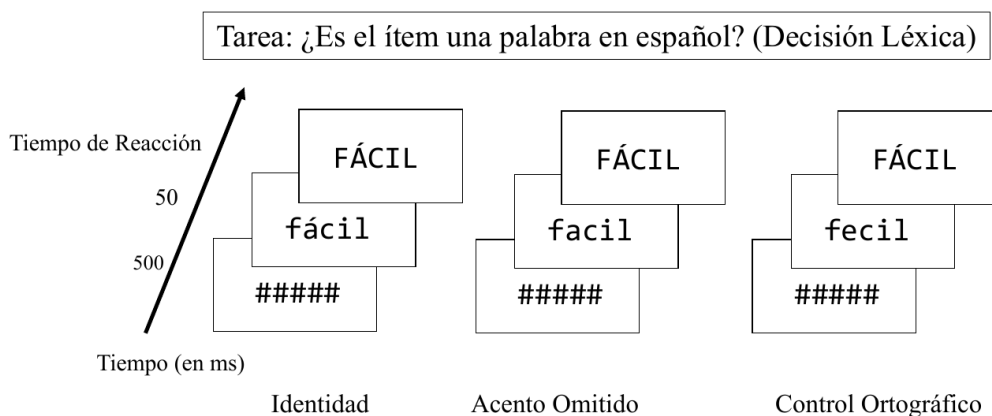 Tarea: ¿Es el ítem una palabra en español? (Decisión Léxica)
Tiempo de Reacción
50
500
Tiempo (en ms)
FÁCIL
fácil
#####
Identidad
FÁCIL
facil
#####
Acento Omitido
FÁCIL
fecil
#####
Control Ortográfico